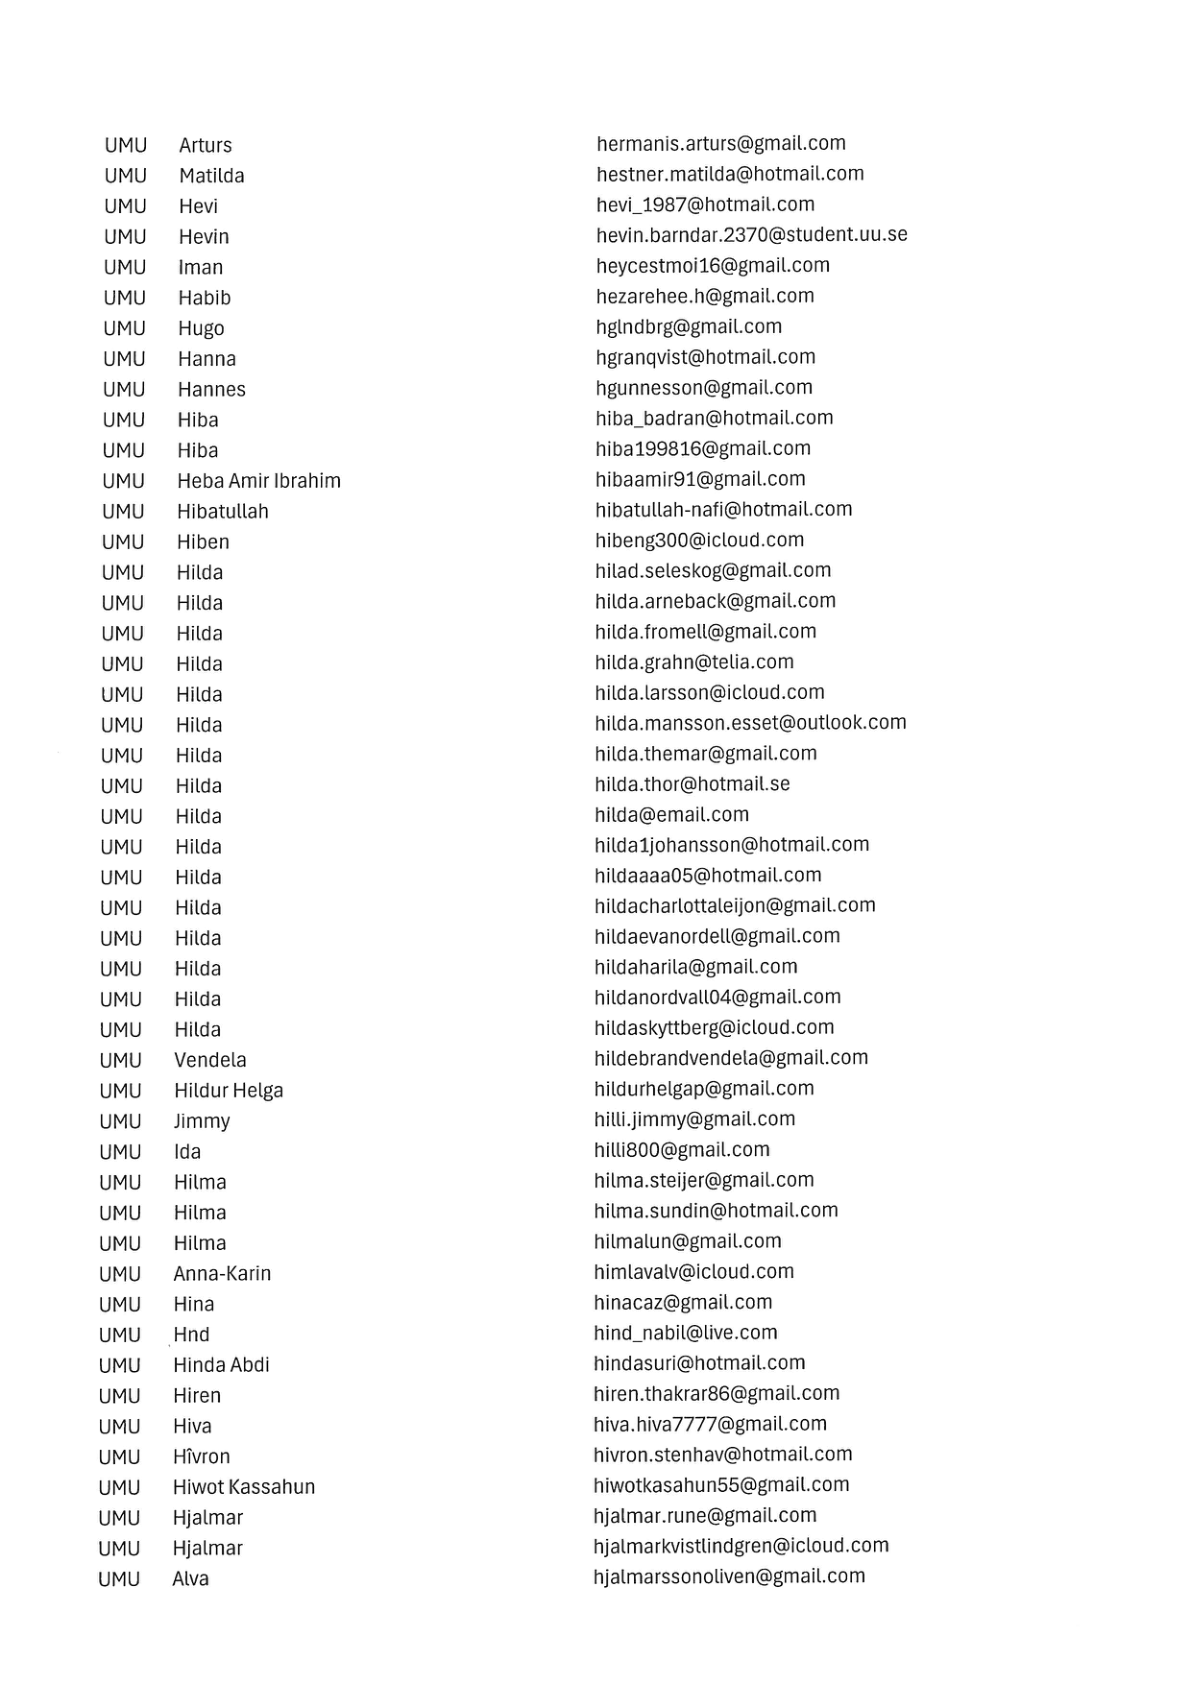 UMU Arturs hermanis.arturs@gmail.com
UMU Matilda hestner.matilda@hotmail.com
UMU Hevi hevi_1987@hotmail.com
UMU Hevin hevin.barndar.2370@student.uu.se
UMU Iman heycestmoi16@gmail.com
UMU Habib hezarehee.h@gmail.com
UMU Hugo hglndbrg@gmail.com
UMU Hanna hgranqvist@hotmail.com
UMU Hannes hgunnesson@gmail.com
UMU Hiba hiba_badran@hotmail.com
UMU Hiba hiba199816@gmail.com
UMU Heba Amir Ibrahim hibaamir91@gmail.com
UMU Hibatullah hibatullah-nafi@hotmail.com
UMU Hiben hibeng300@icloud.com
UMU Hilda hilad.seleskog@gmail.com
UMU Hilda hilda.arneback@gmail.com
UMU Hilda hilda.fromell@gmail.com
UMU Hilda hilda.grahn@telia.com
UMU Hilda hilda.larsson@icloud.com
UMU Hilda hilda.mansson.esset@outlook.com
UMU Hilda hilda.themar@gmail.com
UMU Hilda hilda.thor@hotmail.se
UMU Hilda hilda@email.com
UMU Hilda hilda1johansson@hotmail.com
UMU Hilda hildaaaa05@hotmail.com
UMU Hilda hildacharlottaleijon@gmail.com
UMU Hilda hildaevanordell@gmail.com
UMU Hilda hildaharila@gmail.com
UMU Hilda hildanordvall04@gmail.com
UMU Hilda hildaskyttberg@icloud.com
UMU Vendela hildebrandvendela@gmail.com
UMU Hildur Helga hildurhelgap@gmail.com
UMU Jimmy hilli.jimmy@gmail.com
UMU Ida hilli800@gmail.com
UMU Hilma hilma.steijer@gmail.com
UMU Hilma hilma.sundin@hotmail.com
UMU Hilma hilmalun@gmail.com
UMU Anna-Karin himlavalv@icloud.com
UMU Hina hinacaz@gmail.com
UMU Hnd hind_nabil@live.com
UMU Hinda Abdi hindasuri@hotmail.com
UMU Hiren hiren.thakrar86@gmail.com
UMU Hiva hiva.hiva7777@gmail.com
UMU Hîvron hivron.stenhav@hotmail.com
UMU Hiwot Kassahun hiwotkasahun55@gmail.com
UMU Hjalmar hjalmar.rune@gmail.com
UMU Hjalmar hjalmarkvistlindgren@icloud.com
UMU Alva hjalmarssonoliven@gmail.com